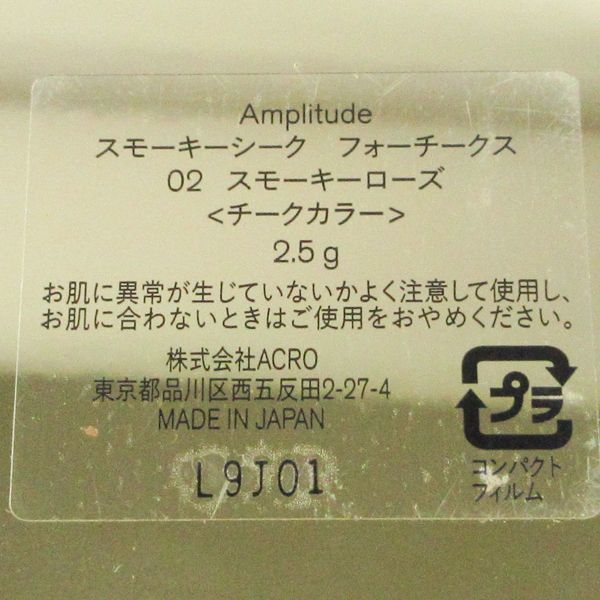 Amplitude
スモーキーシーク　フォーチークス
02　スモーキーローズ
<チークカラー>
2.5 g
お肌に異常が生じていないかよく注意して使用し、
お肌に合わないときはご使用をおやめください。
株式会社ACRO
東京都品川区西五反田2-27-4
MADE IN JAPAN
L9J01
プラ
コンパクト
フィルム